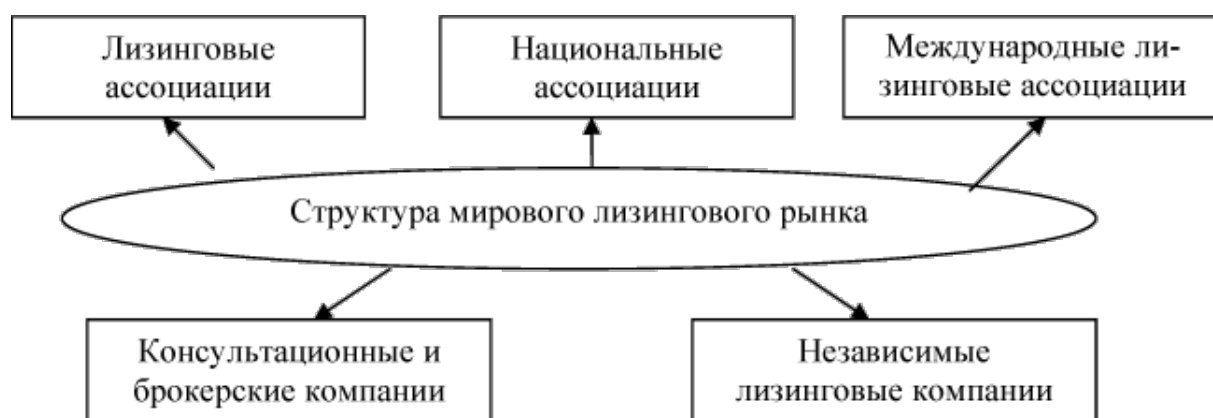 Лизинговые
ассоциации
Национальные
ассоциации
Международные ли-
зинговые ассоциации
Структура мирового лизингового рынка
Консультационные и
брокерские компании
Независимые
лизинговые компании